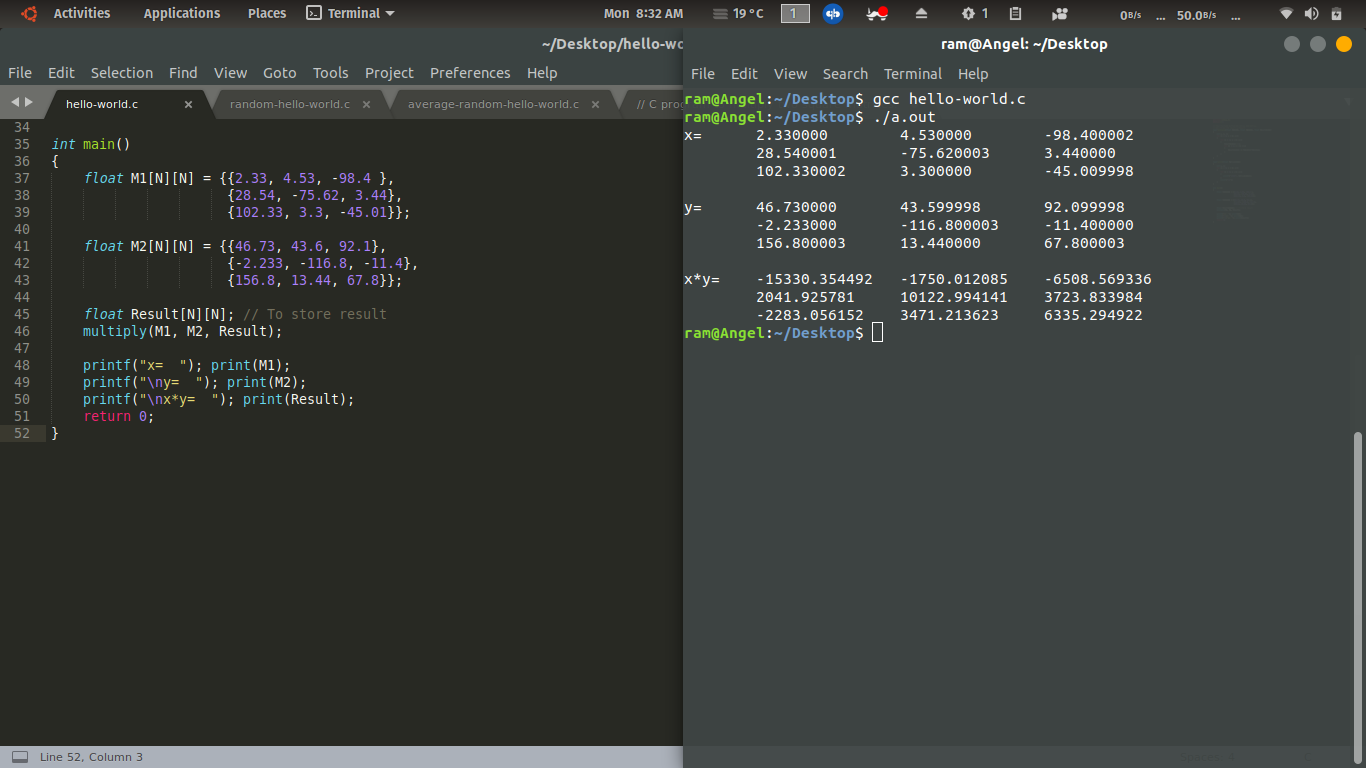 Activities Applications Places Terminal Mon 8:32 AM 19 °C 1 1 0B/s ... 50.0B/s ...
~/Desktop/hello-wo
File Edit Selection Find View Goto Tools Project Preferences Help
hello-world.c × random-hello-world.c × average-random-hello-world.c × // C prog
34
35 int main()
36 {
37 float M1[N][N] = {{2.33, 4.53, -98.4 },
38 {28.54, -75.62, 3.44},
39 {102.33, 3.3, -45.01}};
40
41 float M2[N][N] = {{46.73, 43.6, 92.1},
42 {-2.233, -116.8, -11.4},
43 {156.8, 13.44, 67.8}};
44
45 float Result[N][N]; // To store result
46 multiply(M1, M2, Result);
47
48 printf("x=  "); print(M1);
49 printf("\ny=  "); print(M2);
50 printf("\nx*y=  "); print(Result);
51 return 0;
52 }
Line 52, Column 3
ram@Angel: ~/Desktop
File Edit View Search Terminal Help
ram@Angel:~/Desktop$ gcc hello-world.c
ram@Angel:~/Desktop$ ./a.out
x= 2.330000 4.530000 -98.400002
28.540001 -75.620003 3.440000
102.330002 3.300000 -45.009998
y= 46.730000 43.599998 92.099998
-2.233000 -116.800003 -11.400000
156.800003 13.440000 67.800003
x*y= -15330.354492 -1750.012085 -6508.569336
2041.925781 10122.994141 3723.833984
-2283.056152 3471.213623 6335.294922
ram@Angel:~/Desktop$